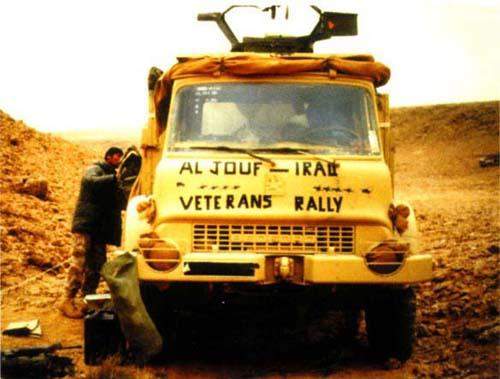 AL JOUF - IRAQ
VETERANS RALLY